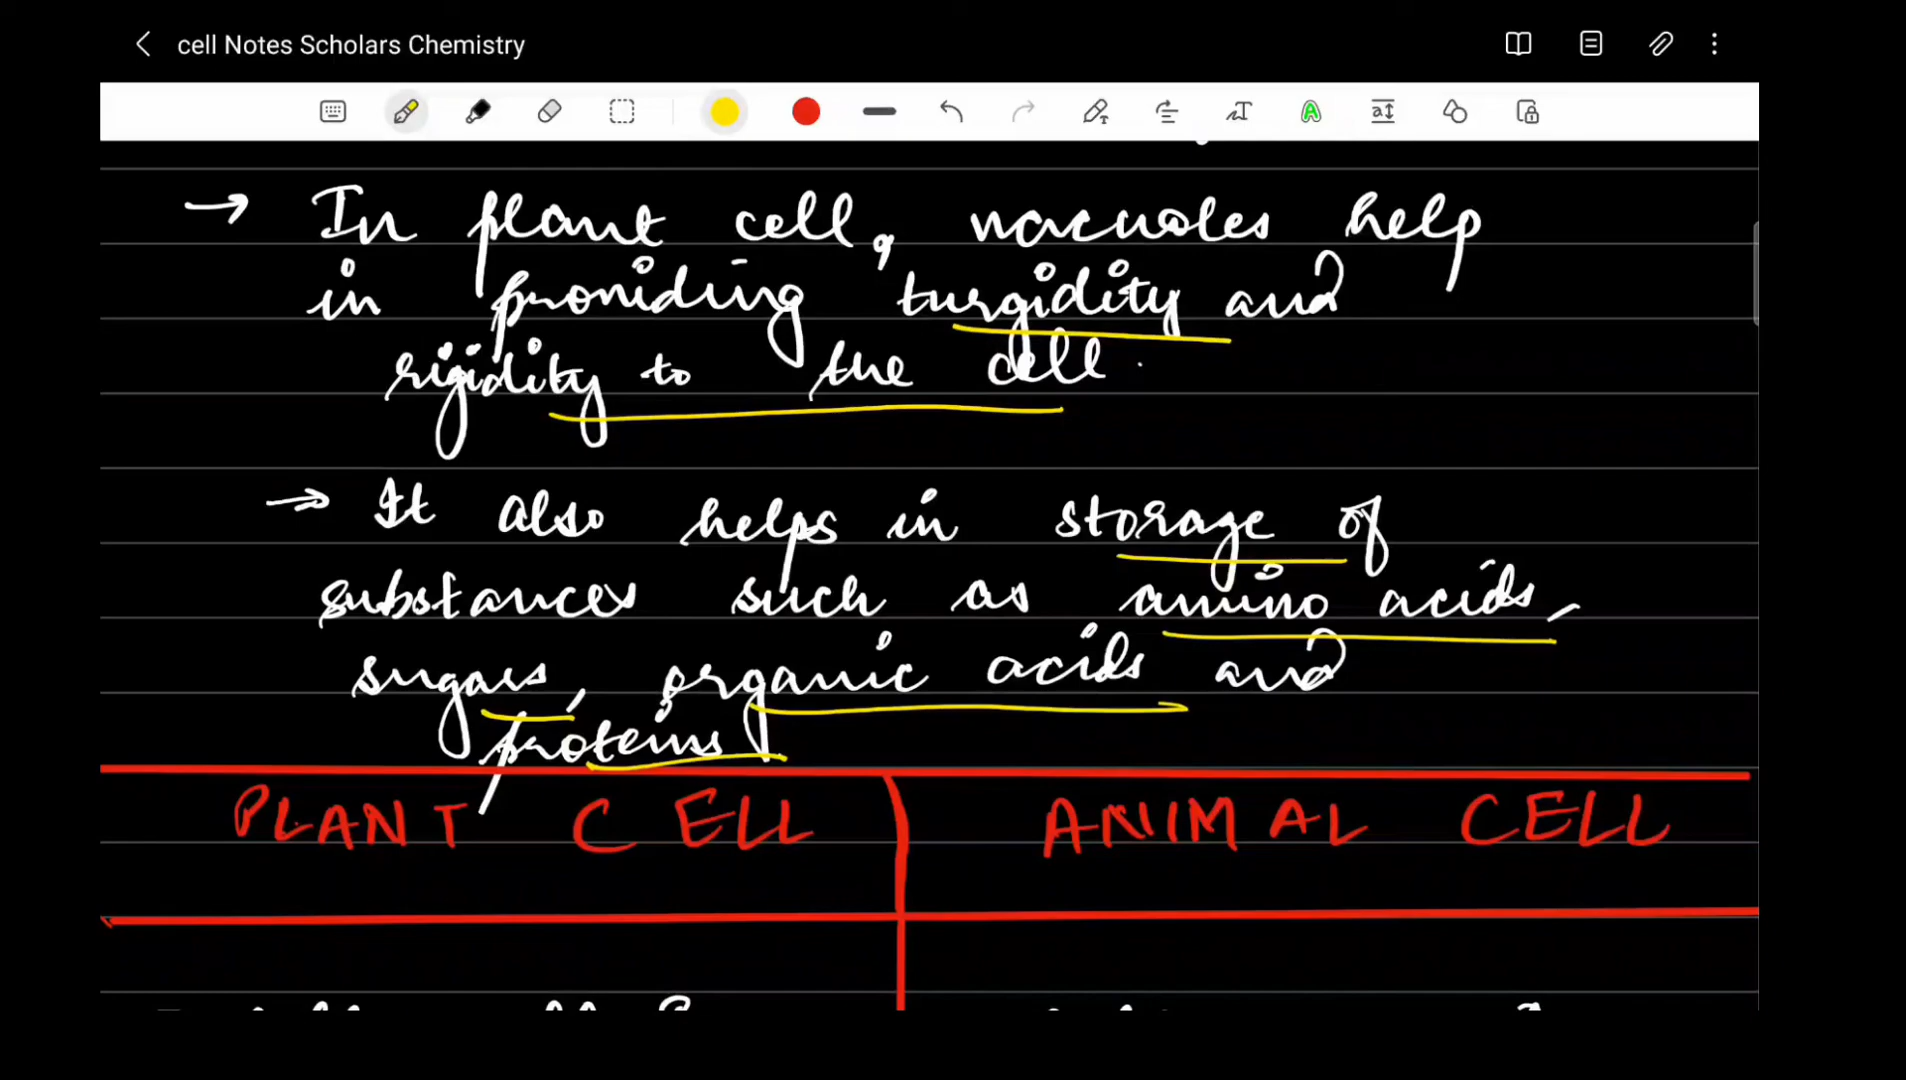 cell Notes Scholars Chemistry
→ In plant cell, vacuoles help
in providing turgidity and
rigidity to the cell.
→ It also helps in storage of
substances such as amino acids,
sugars, organic acids and
proteins
PLANT CELL ANIMAL CELL